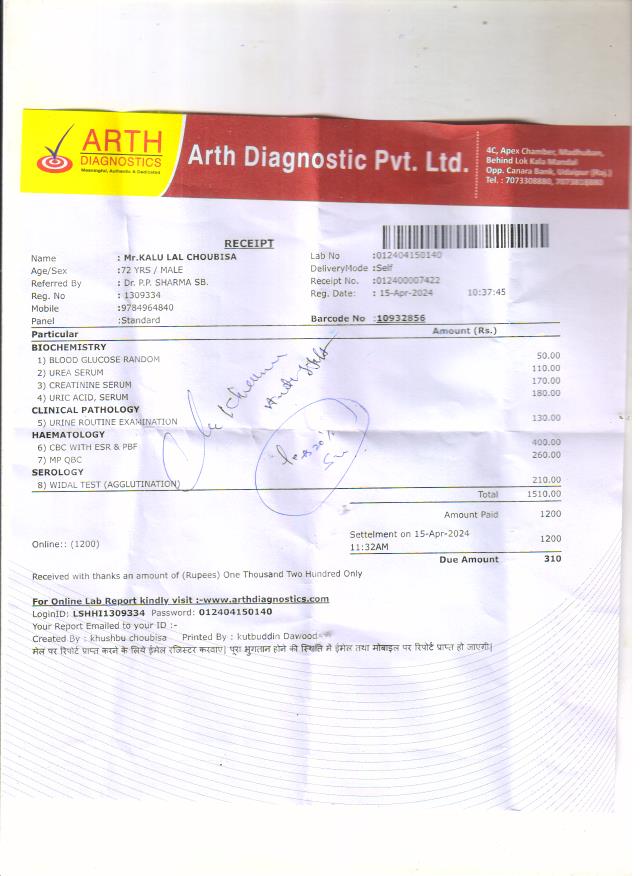 ARTH
DIAGNOSTICS
Meaningful, Authentic & Dedicated
Arth Diagnostic Pvt. Ltd.
4C, Apex Chamber, Madhuban,
Behind Lok Kala Mandal
Opp. Canara Bank, Udaipur (Raj.)
Tel. : 7073308880,
RECEIPT
Name : Mr.KALU LAL CHOUBISA Lab No :012404150140
Age/Sex :72 YRS / MALE DeliveryMode :Self
Referred By : Dr. P.P. SHARMA SB. Receipt No. :012400007422
Reg. No : 1309334 Reg. Date: : 15-Apr-2024 10:37:45
Mobile :9784964840
Panel :Standard Barcode No :10932856
Particular Amount (Rs.)
BIOCHEMISTRY
1) BLOOD GLUCOSE RANDOM 50.00
2) UREA SERUM 110.00
3) CREATININE SERUM 170.00
4) URIC ACID, SERUM 180.00
CLINICAL PATHOLOGY
5) URINE ROUTINE EXAMINATION 130.00
HAEMATOLOGY
6) CBC WITH ESR & PBF 400.00
7) MP QBC 260.00
SEROLOGY
8) WIDAL TEST (AGGLUTINATION) 210.00
Total 1510.00
Amount Paid 1200
Settelment on 15-Apr-2024 1200
11:32AM
Online:: (1200)
Due Amount 310
Received with thanks an amount of (Rupees) One Thousand Two Hundred Only
For Online Lab Report kindly visit :-www.arthdiagnostics.com
LoginID: LSHHI1309334 Password: 012404150140
Your Report Emailed to your ID :-
Created By : khushbu choubisa Printed By : kutbuddin Dawood
मेल पर रिपोर्ट प्राप्त करने के लिये ईमेल रजिस्टर करवाए| पूरा भुगतान होने की स्थिति में ईमेल तथा मोबाइल पर रिपोर्ट प्राप्त हो जाएगी|